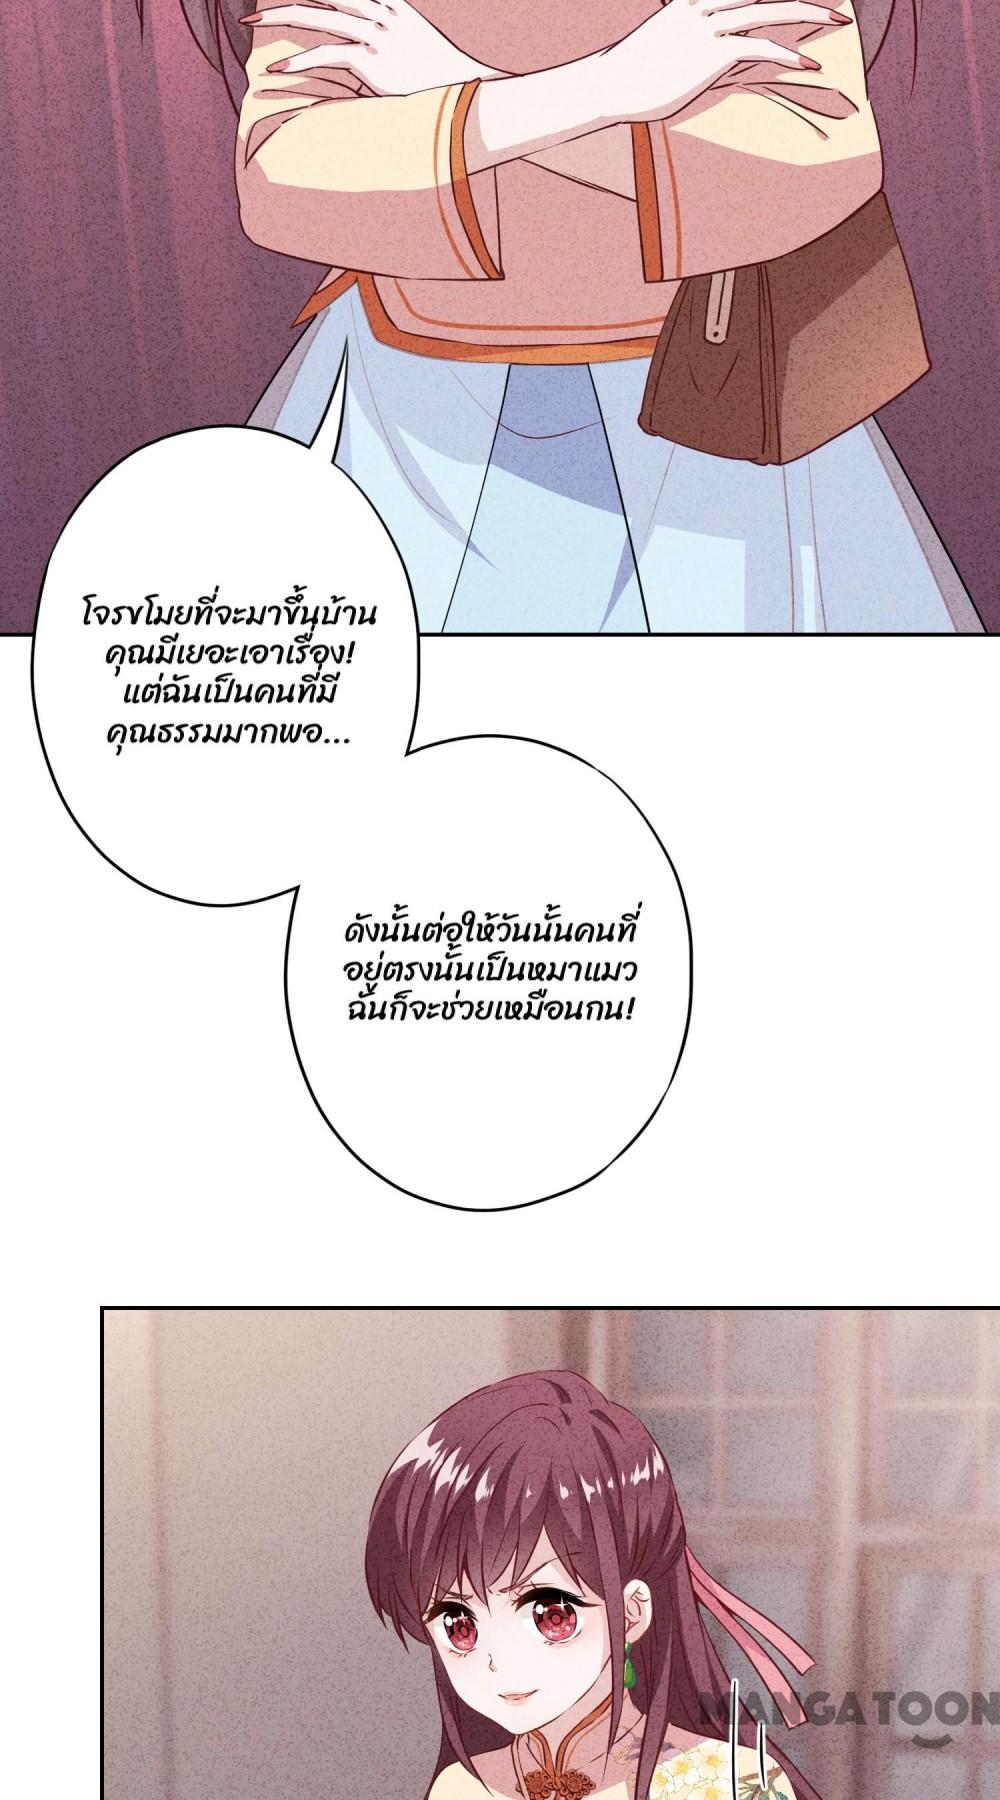 โจรขโมยที่จะมาขึ้นบ้าน
คุณมีเยอะเอาเรื่อง!
แต่ฉันเป็นคนที่มี
คุณธรรมมากพอ...
ดังนั้นต่อให้วันนั้นคนที่
อยู่ตรงนั้นเป็นหมาแมว
ฉันก็จะช่วยเหมือนกน!
MANGATOON